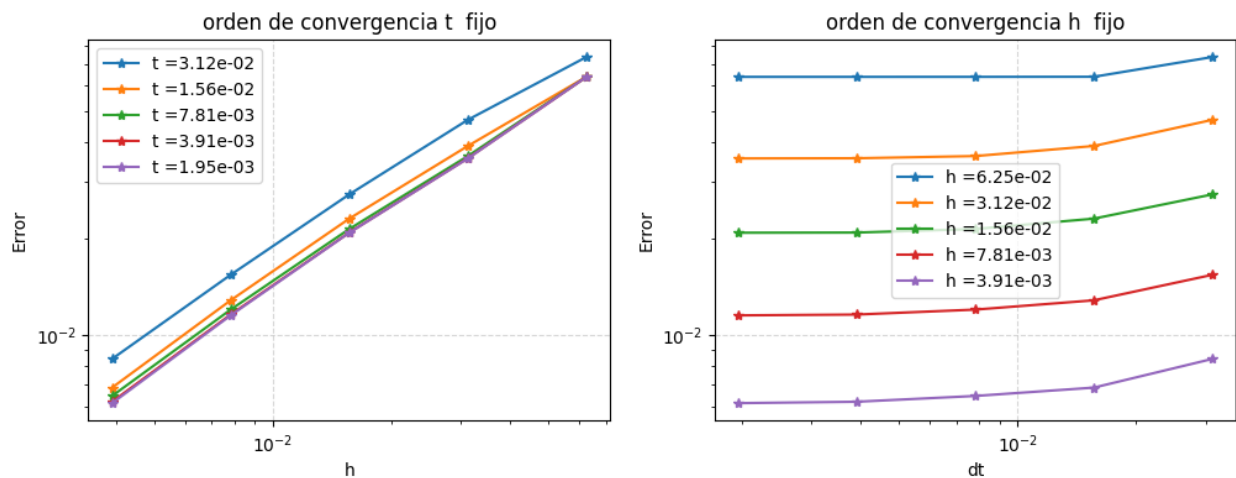 orden de convergencia t  fijo
t =3.12e-02
t =1.56e-02
t =7.81e-03
t =3.91e-03
t =1.95e-03
Error
10⁻²
10⁻²
h
orden de convergencia h  fijo
h =6.25e-02
h =3.12e-02
h =1.56e-02
h =7.81e-03
h =3.91e-03
Error
10⁻²
10⁻²
dt